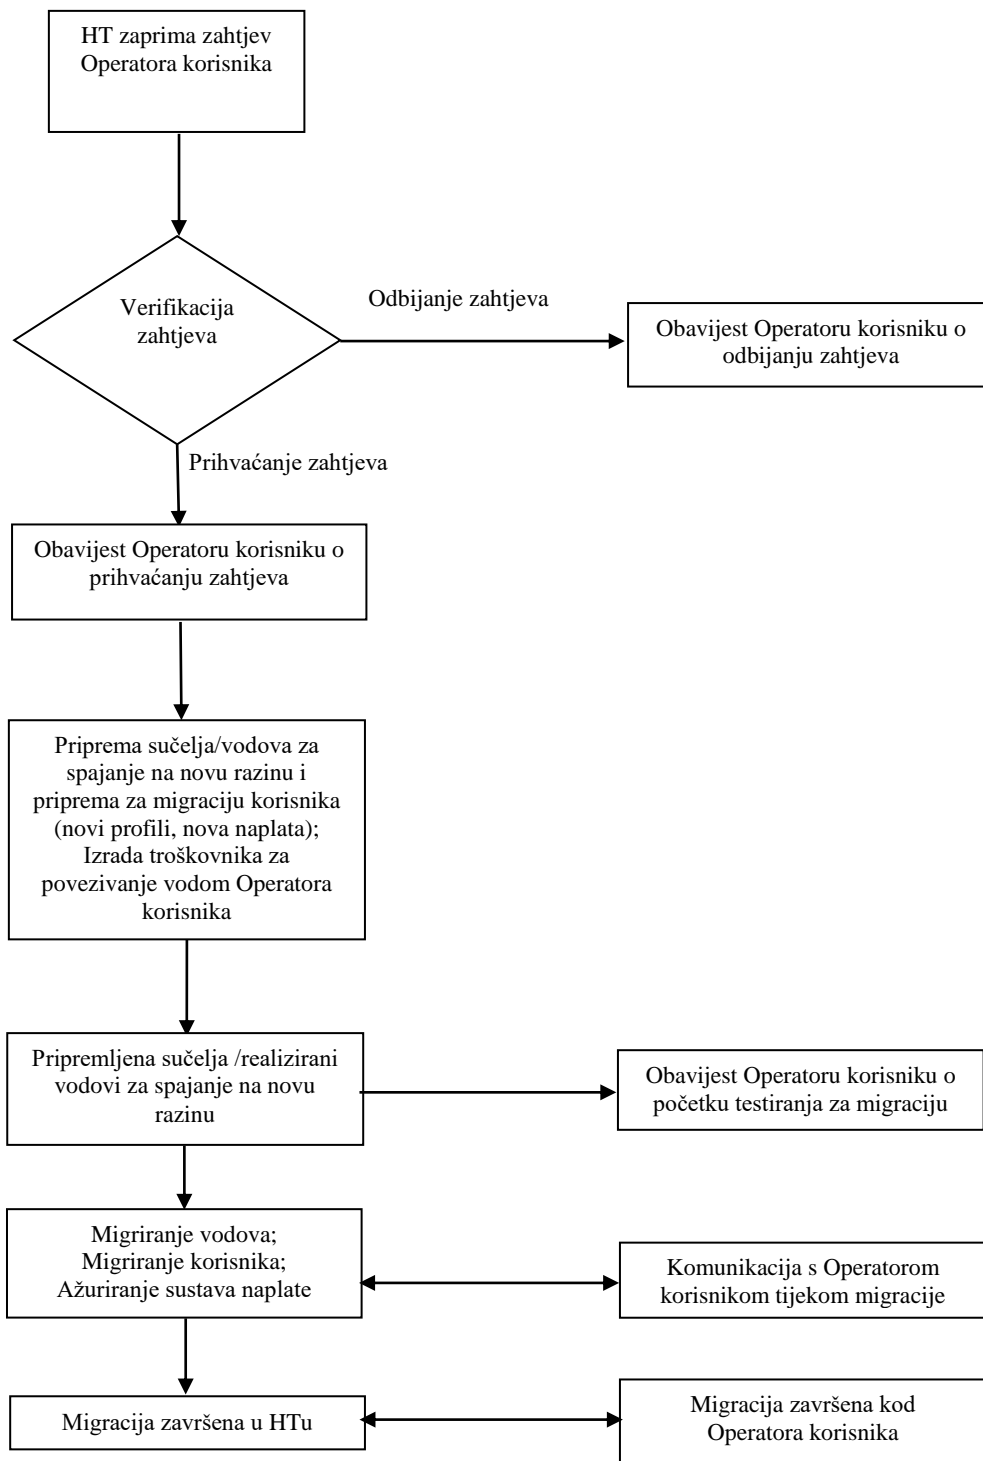 HT zaprima zahtjev
Operatora korisnika
Verifikacija
zahtjeva
Odbijanje zahtjeva
Obavijest Operatoru korisniku o
odbijanju zahtjeva
Prihvaćanje zahtjeva
Obavijest Operatoru korisniku o
prihvaćanju zahtjeva
Priprema sučelja/vodova za
spajanje na novu razinu i
priprema za migraciju korisnika
(novi profili, nova naplata);
Izrada troškovnika za
povezivanje vodom Operatora
korisnika
Pripremljena sučelja /realizirani
vodovi za spajanje na novu
razinu
Obavijest Operatoru korisniku o
početku testiranja za migraciju
Migriranje vodova;
Migriranje korisnika;
Ažuriranje sustava naplate
Komunikacija s Operatorom
korisnikom tijekom migracije
Migracija završena u HTu
Migracija završena kod
Operatora korisnika